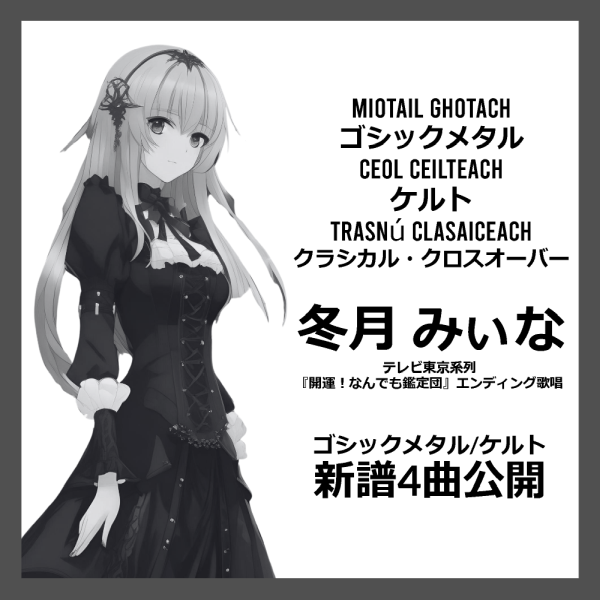 MIOTAIL GHOTACH
ゴシックメタル
CEOL CEILTEACH
ケルト
TRASNÚ CLASAICEACH
クラシカル・クロスオーバー
冬月 みぃな
テレビ東京系列
『開運！なんでも鑑定団』エンディング歌唱
ゴシックメタル/ケルト
新譜4曲公開